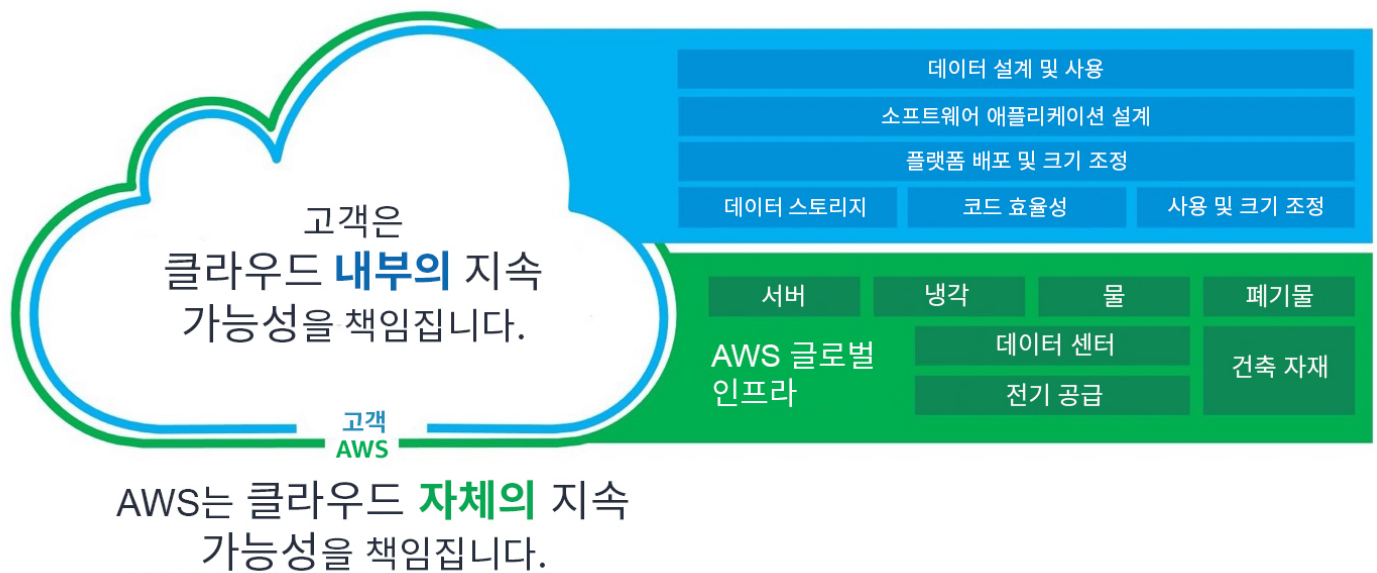 고객은
클라우드 내부의 지속
가능성을 책임집니다.
고객
AWS
AWS는 클라우드 자체의 지속
가능성을 책임집니다.
데이터 설계 및 사용
소프트웨어 애플리케이션 설계
플랫폼 배포 및 크기 조정
데이터 스토리지 코드 효율성 사용 및 크기 조정
서버 냉각 물 폐기물
AWS 글로벌
인프라
데이터 센터
전기 공급
건축 자재